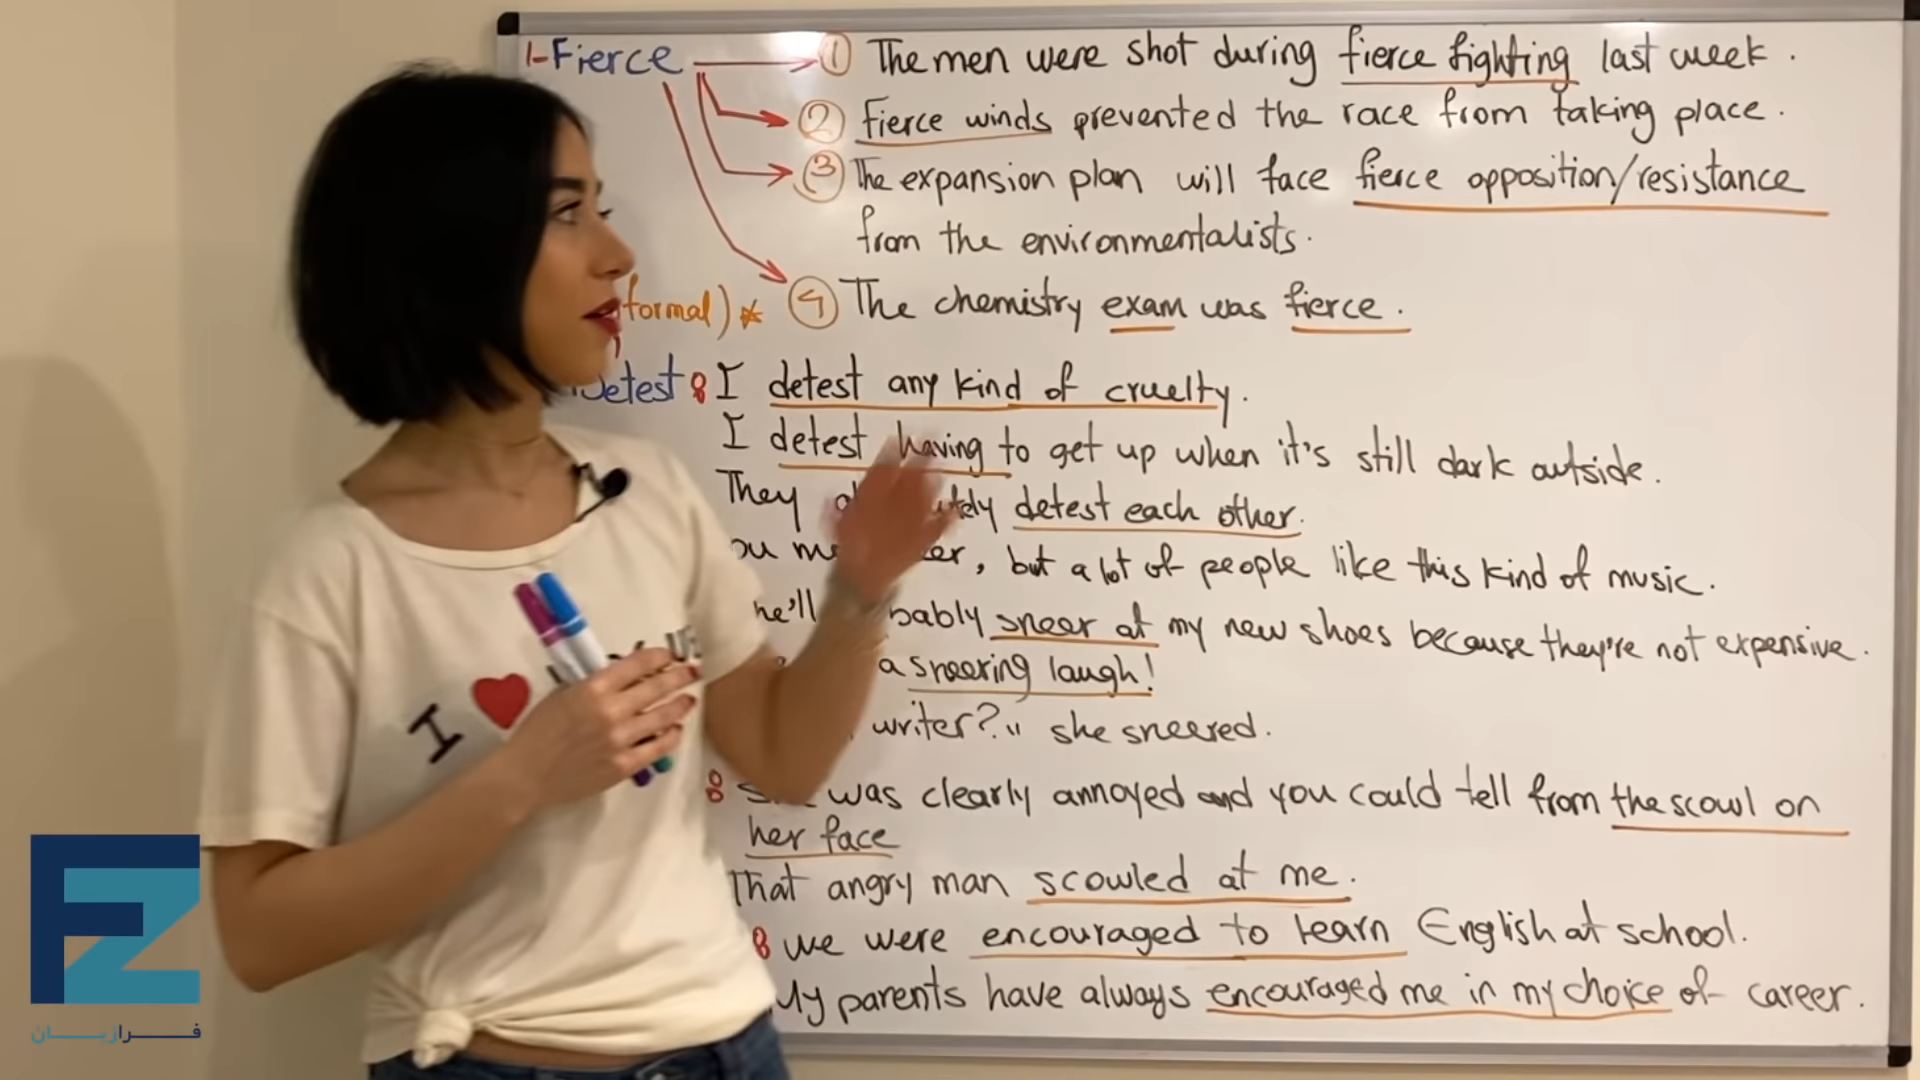 1-Fierce → ① The men were shot during fierce fighting last week.
② Fierce winds prevented the race from taking place.
③ The expansion plan will face fierce opposition/resistance
from the environmentalists.
formal) * ④ The chemistry exam was fierce.
Detest: I detest any kind of cruelty.
I detest having to get up when it's still dark outside.
They detest each other.
, but a lot of people like this kind of music.
he'll sneer at my new shoes because they're not expensive.
a sneering laugh!
writer?" she sneered.
was clearly annoyed and you could tell from the scowl on
her face
That angry man scowled at me.
: we were encouraged to learn English at school.
My parents have always encouraged me in my choice of career.
I ♥
FZ
فرازبان